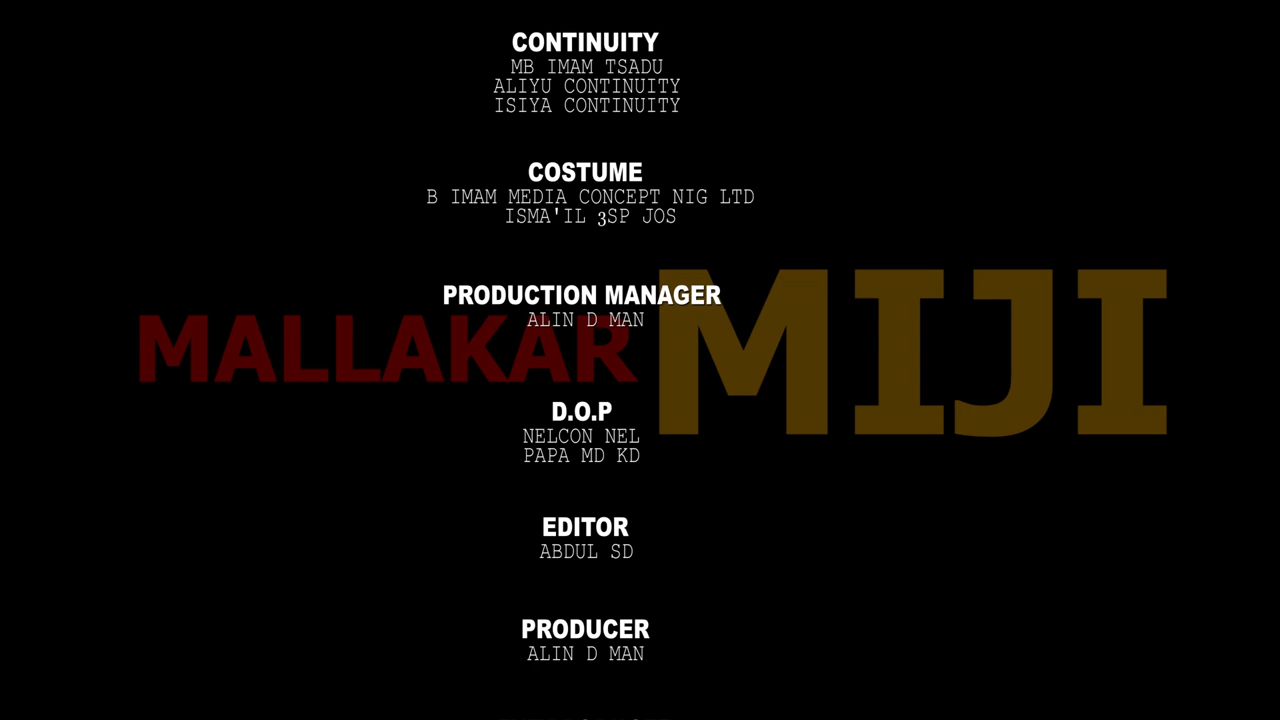 CONTINUITY
MB IMAM TSADU
ALIYU CONTINUITY
ISIYA CONTINUITY
COSTUME
B IMAM MEDIA CONCEPT NIG LTD
ISMA'IL 3SP JOS
PRODUCTION MANAGER
ALIN D MAN
MALLAKAR MIJI
D.O.P
NELCON NEL
PAPA MD KD
EDITOR
ABDUL SD
PRODUCER
ALIN D MAN